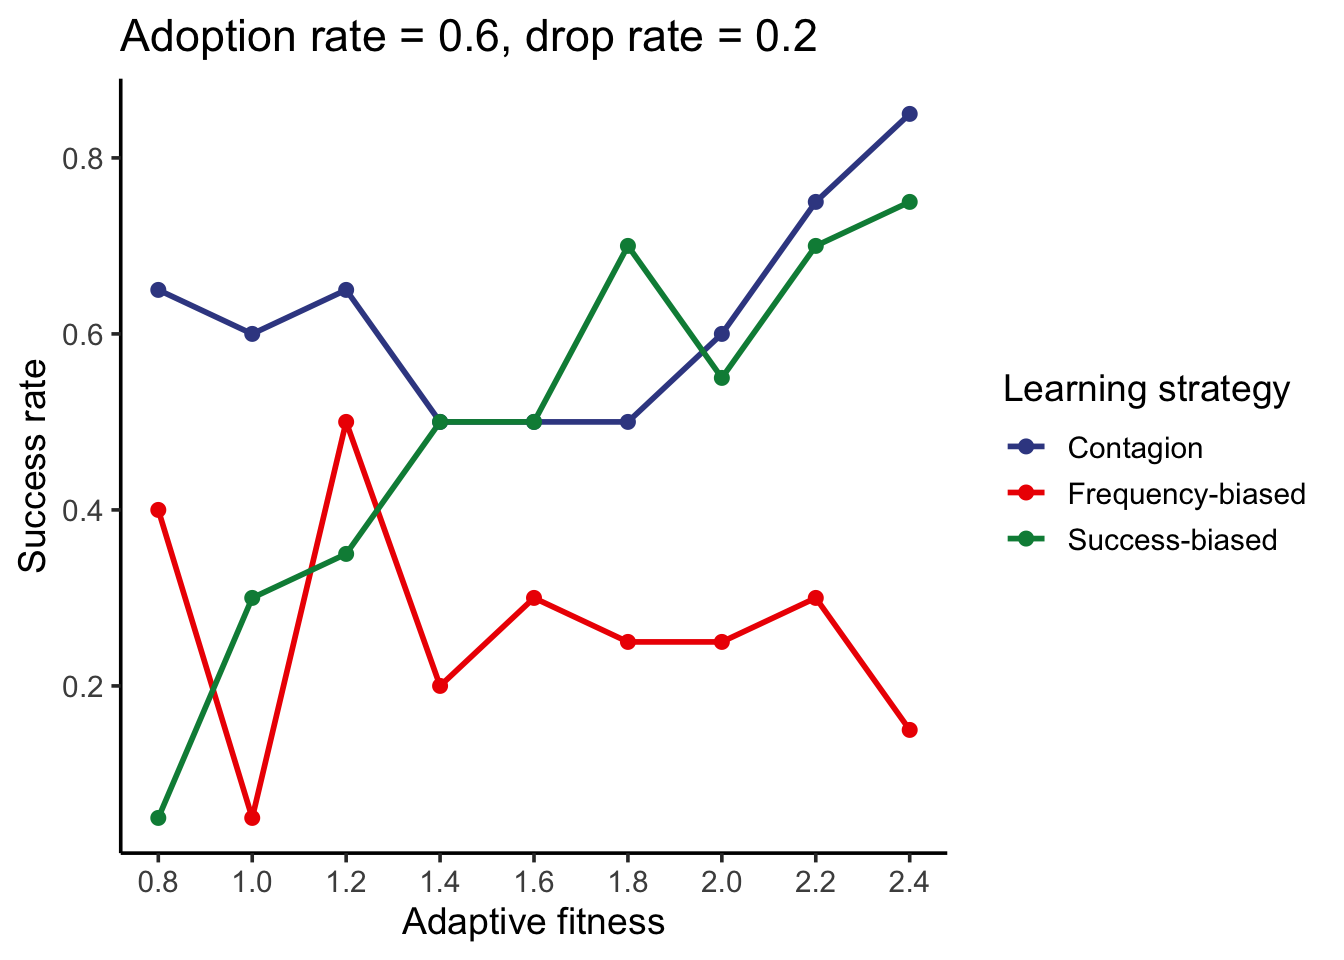 Adoption rate = 0.6, drop rate = 0.2
0.8
0.6
0.4
0.2
Success rate
0.8 1.0 1.2 1.4 1.6 1.8 2.0 2.2 2.4
Adaptive fitness
Learning strategy
Contagion
Frequency-biased
Success-biased